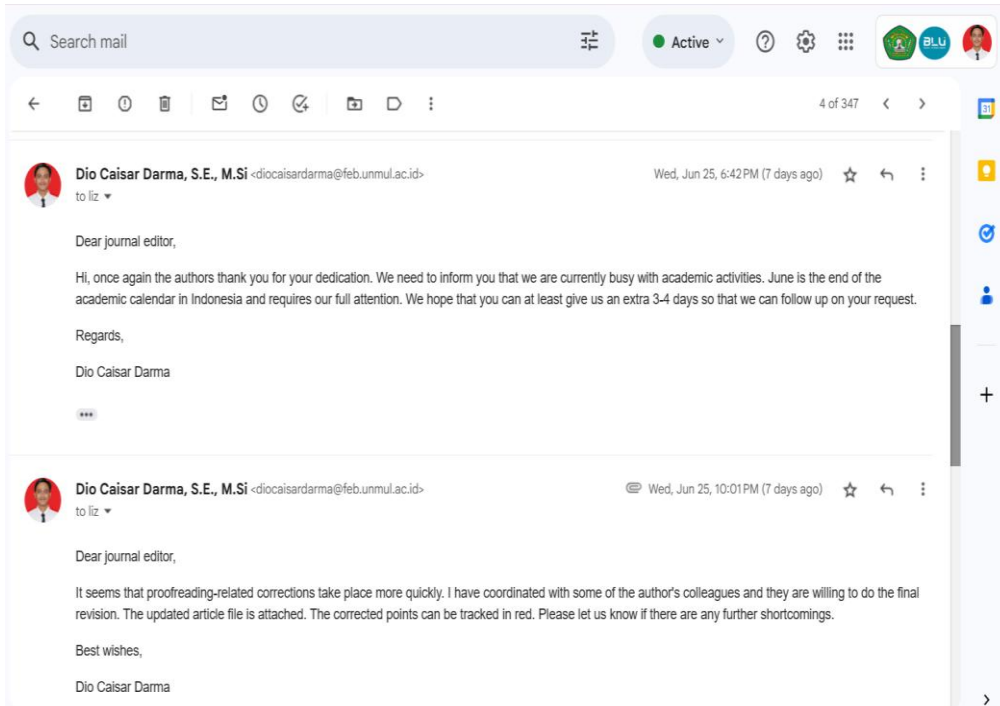 Search mail
Active
BLU
4 of 347
31
Dio Caisar Darma, S.E., M.Si <diocaisardarma@feb.unmul.ac.id>
Wed, Jun 25, 6:42 PM (7 days ago)
to liz
Dear journal editor,
Hi, once again the authors thank you for your dedication. We need to inform you that we are currently busy with academic activities. June is the end of the
academic calendar in Indonesia and requires our full attention. We hope that you can at least give us an extra 3-4 days so that we can follow up on your request.
Regards,
Dio Caisar Darma
Dio Caisar Darma, S.E., M.Si <diocaisardarma@feb.unmul.ac.id>
Wed, Jun 25, 10:01 PM (7 days ago)
to liz
Dear journal editor,
It seems that proofreading-related corrections take place more quickly. I have coordinated with some of the author's colleagues and they are willing to do the final
revision. The updated article file is attached. The corrected points can be tracked in red. Please let us know if there are any further shortcomings.
Best wishes,
Dio Caisar Darma